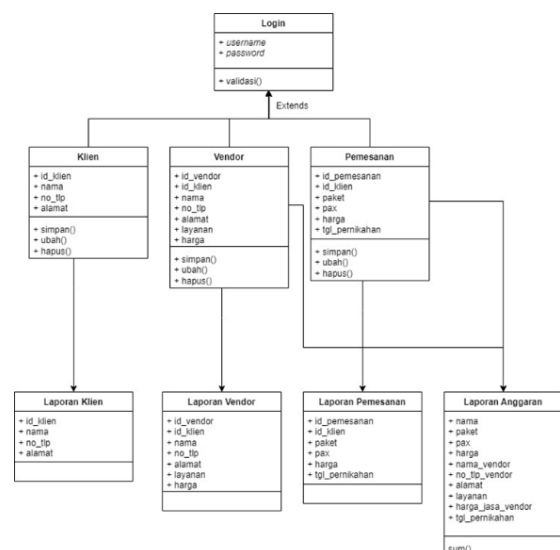 Login
+ username
+ password
+ validasi()
Extends
Klien
+ id_klien
+ nama
+ no_tlp
+ alamat
+ simpan()
+ ubah()
+ hapus()
Vendor
+ id_vendor
+ id_klien
+ nama
+ no_tlp
+ alamat
+ layanan
+ harga
+ simpan()
+ ubah()
+ hapus()
Pemesanan
+ id_pemesanan
+ id_klien
+ paket
+ pax
+ harga
+ tgl_pernikahan
+ simpan()
+ ubah()
+ hapus()
Laporan Klien
+ id_klien
+ nama
+ no_tlp
+ alamat
Laporan Vendor
+ id_vendor
+ id_klien
+ nama
+ no_tlp
+ alamat
+ layanan
+ harga
Laporan Pemesanan
+ id_pemesanan
+ id_klien
+ paket
+ pax
+ harga
+ tgl_pernikahan
Laporan Anggaran
+ nama
+ paket
+ pax
+ harga
+ nama_vendor
+ no_tlp_vendor
+ alamat
+ layanan
+ harga_jasa_vendor
+ tgl_pernikahan
sum()